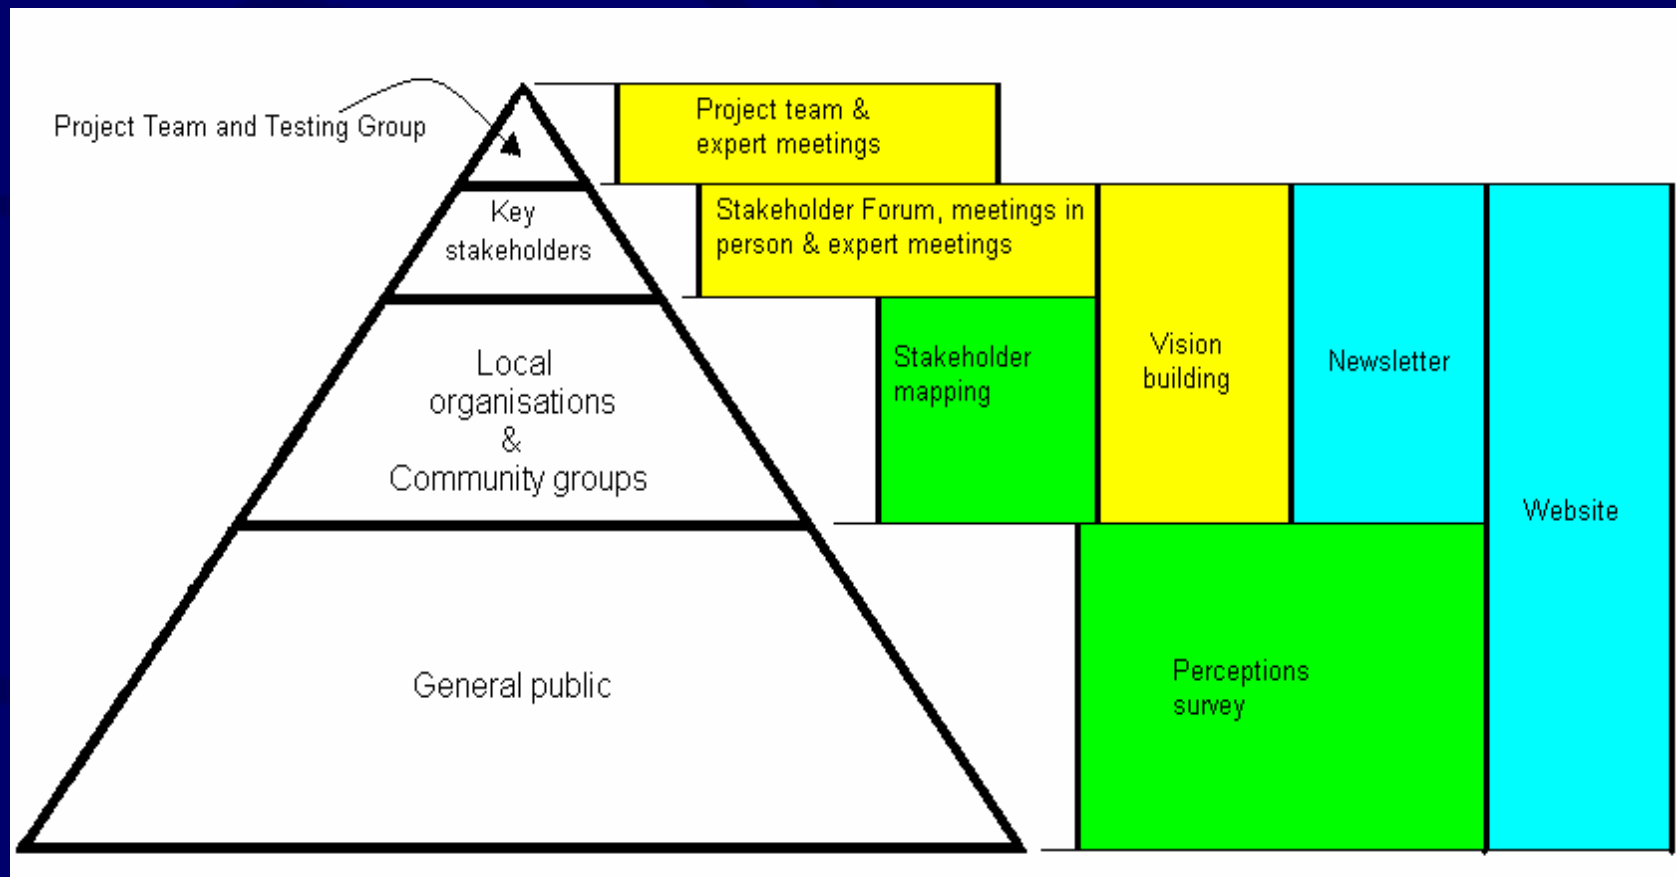 Project Team and Testing Group
Key
stakeholders
Local
organisations
&
Community groups
General public
Project team &
expert meetings
Stakeholder Forum, meetings in
person & expert meetings
Stakeholder
mapping
Vision
building
Newsletter
Website
Perceptions
survey